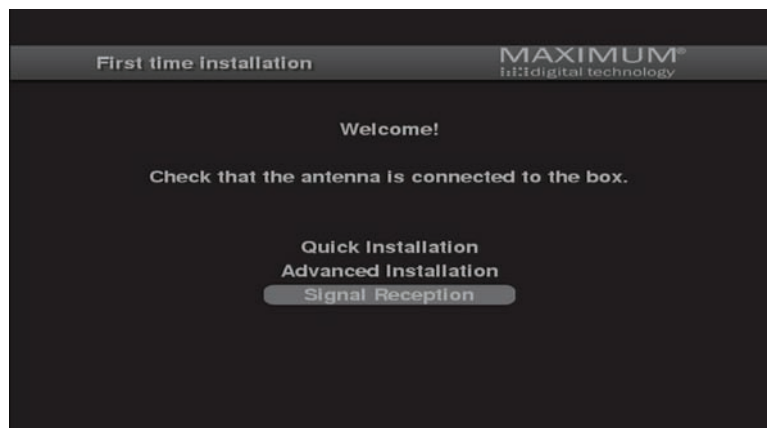 First time installation
MAXIMUM®
digital technology
Welcome!
Check that the antenna is connected to the box.
Quick Installation
Advanced Installation
Signal Reception